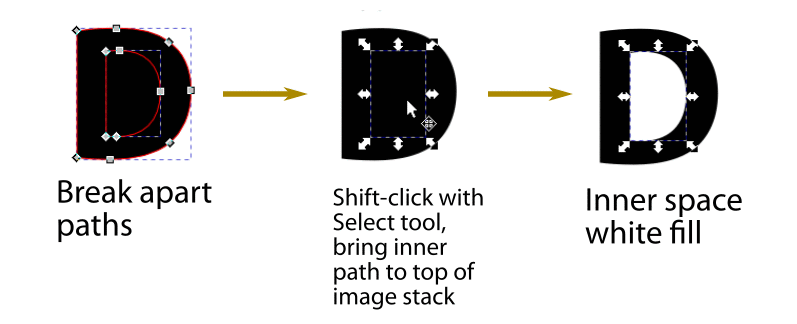 Break apart
paths
Shift-click with
Select tool,
bring inner
path to top of
image stack
Inner space
white fill
D
D
D